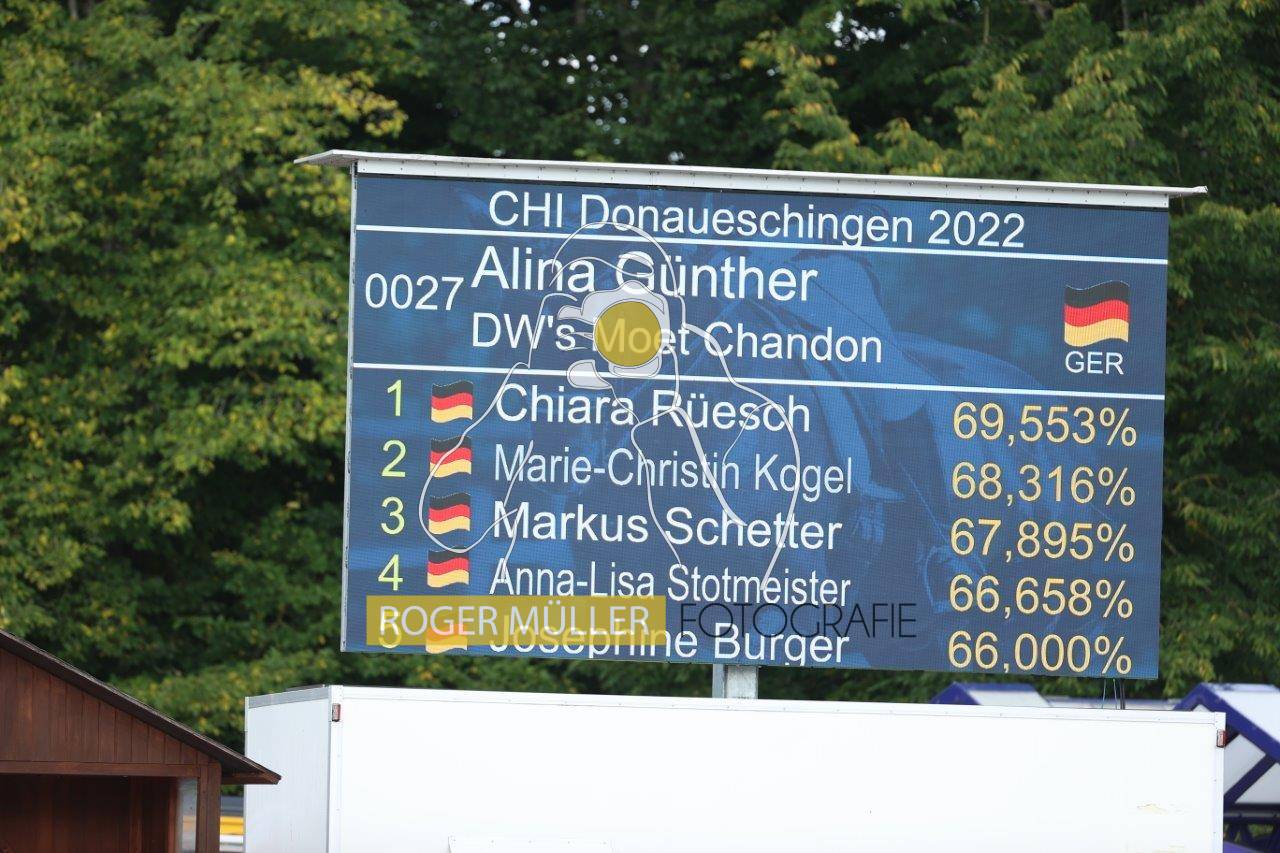 CHI Donaueschingen 2022
0027 Alina Günther
DW's Moet Chandon
GER
1 Chiara Rüesch 69,553%
2 Marie-Christin Kogel 68,316%
3 Markus Schetter 67,895%
4 Anna-Lisa Stotmeister 66,658%
5 Josephine Burger 66,000%
ROGER MÜLLER FOTOGRAFIE